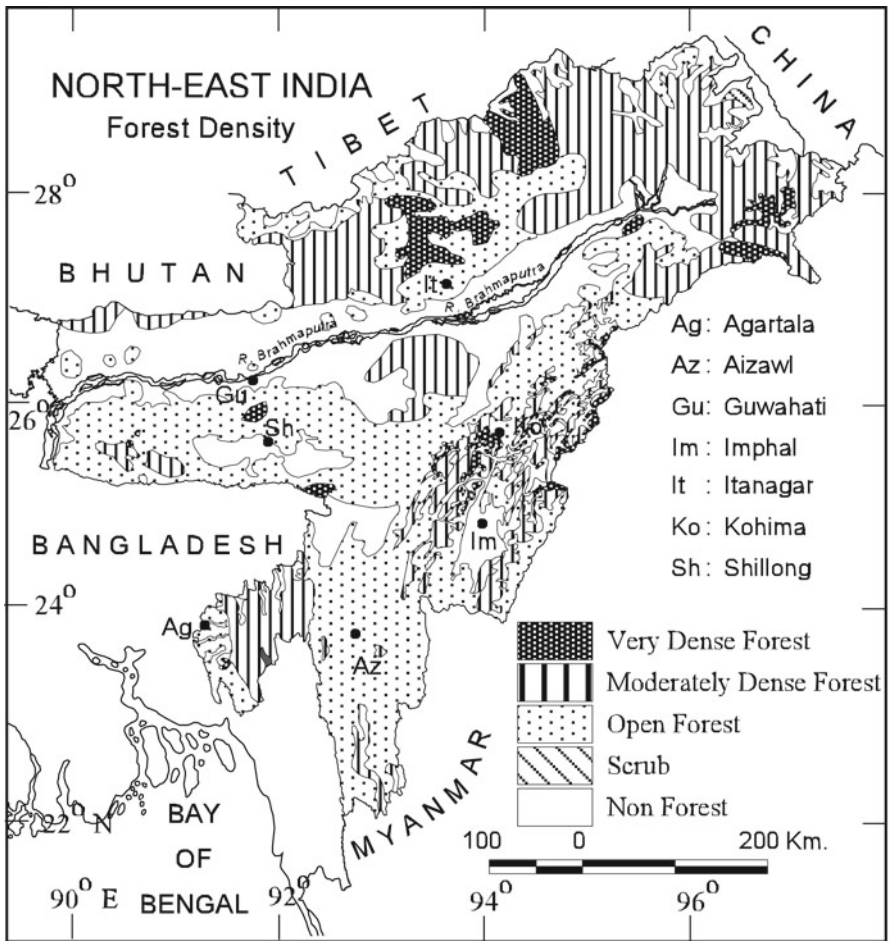 NORTH-EAST INDIA
Forest Density
TIBET
CHINA
28°
BHUTAN
It
R. Brahmaputra
R. Brahmaputra
Gu
26°
Sh
Ko
BANGLADESH
Im
24°
Ag
Az
Ag: Agartala
Az : Aizawl
Gu: Guwahati
Im : Imphal
It : Itanagar
Ko: Kohima
Sh: Shillong
Very Dense Forest
Moderately Dense Forest
Open Forest
Scrub
Non Forest
MYANMAR
22° N
BAY
OF
BENGAL
100 0 200 Km.
90° E
92°
94°
96°